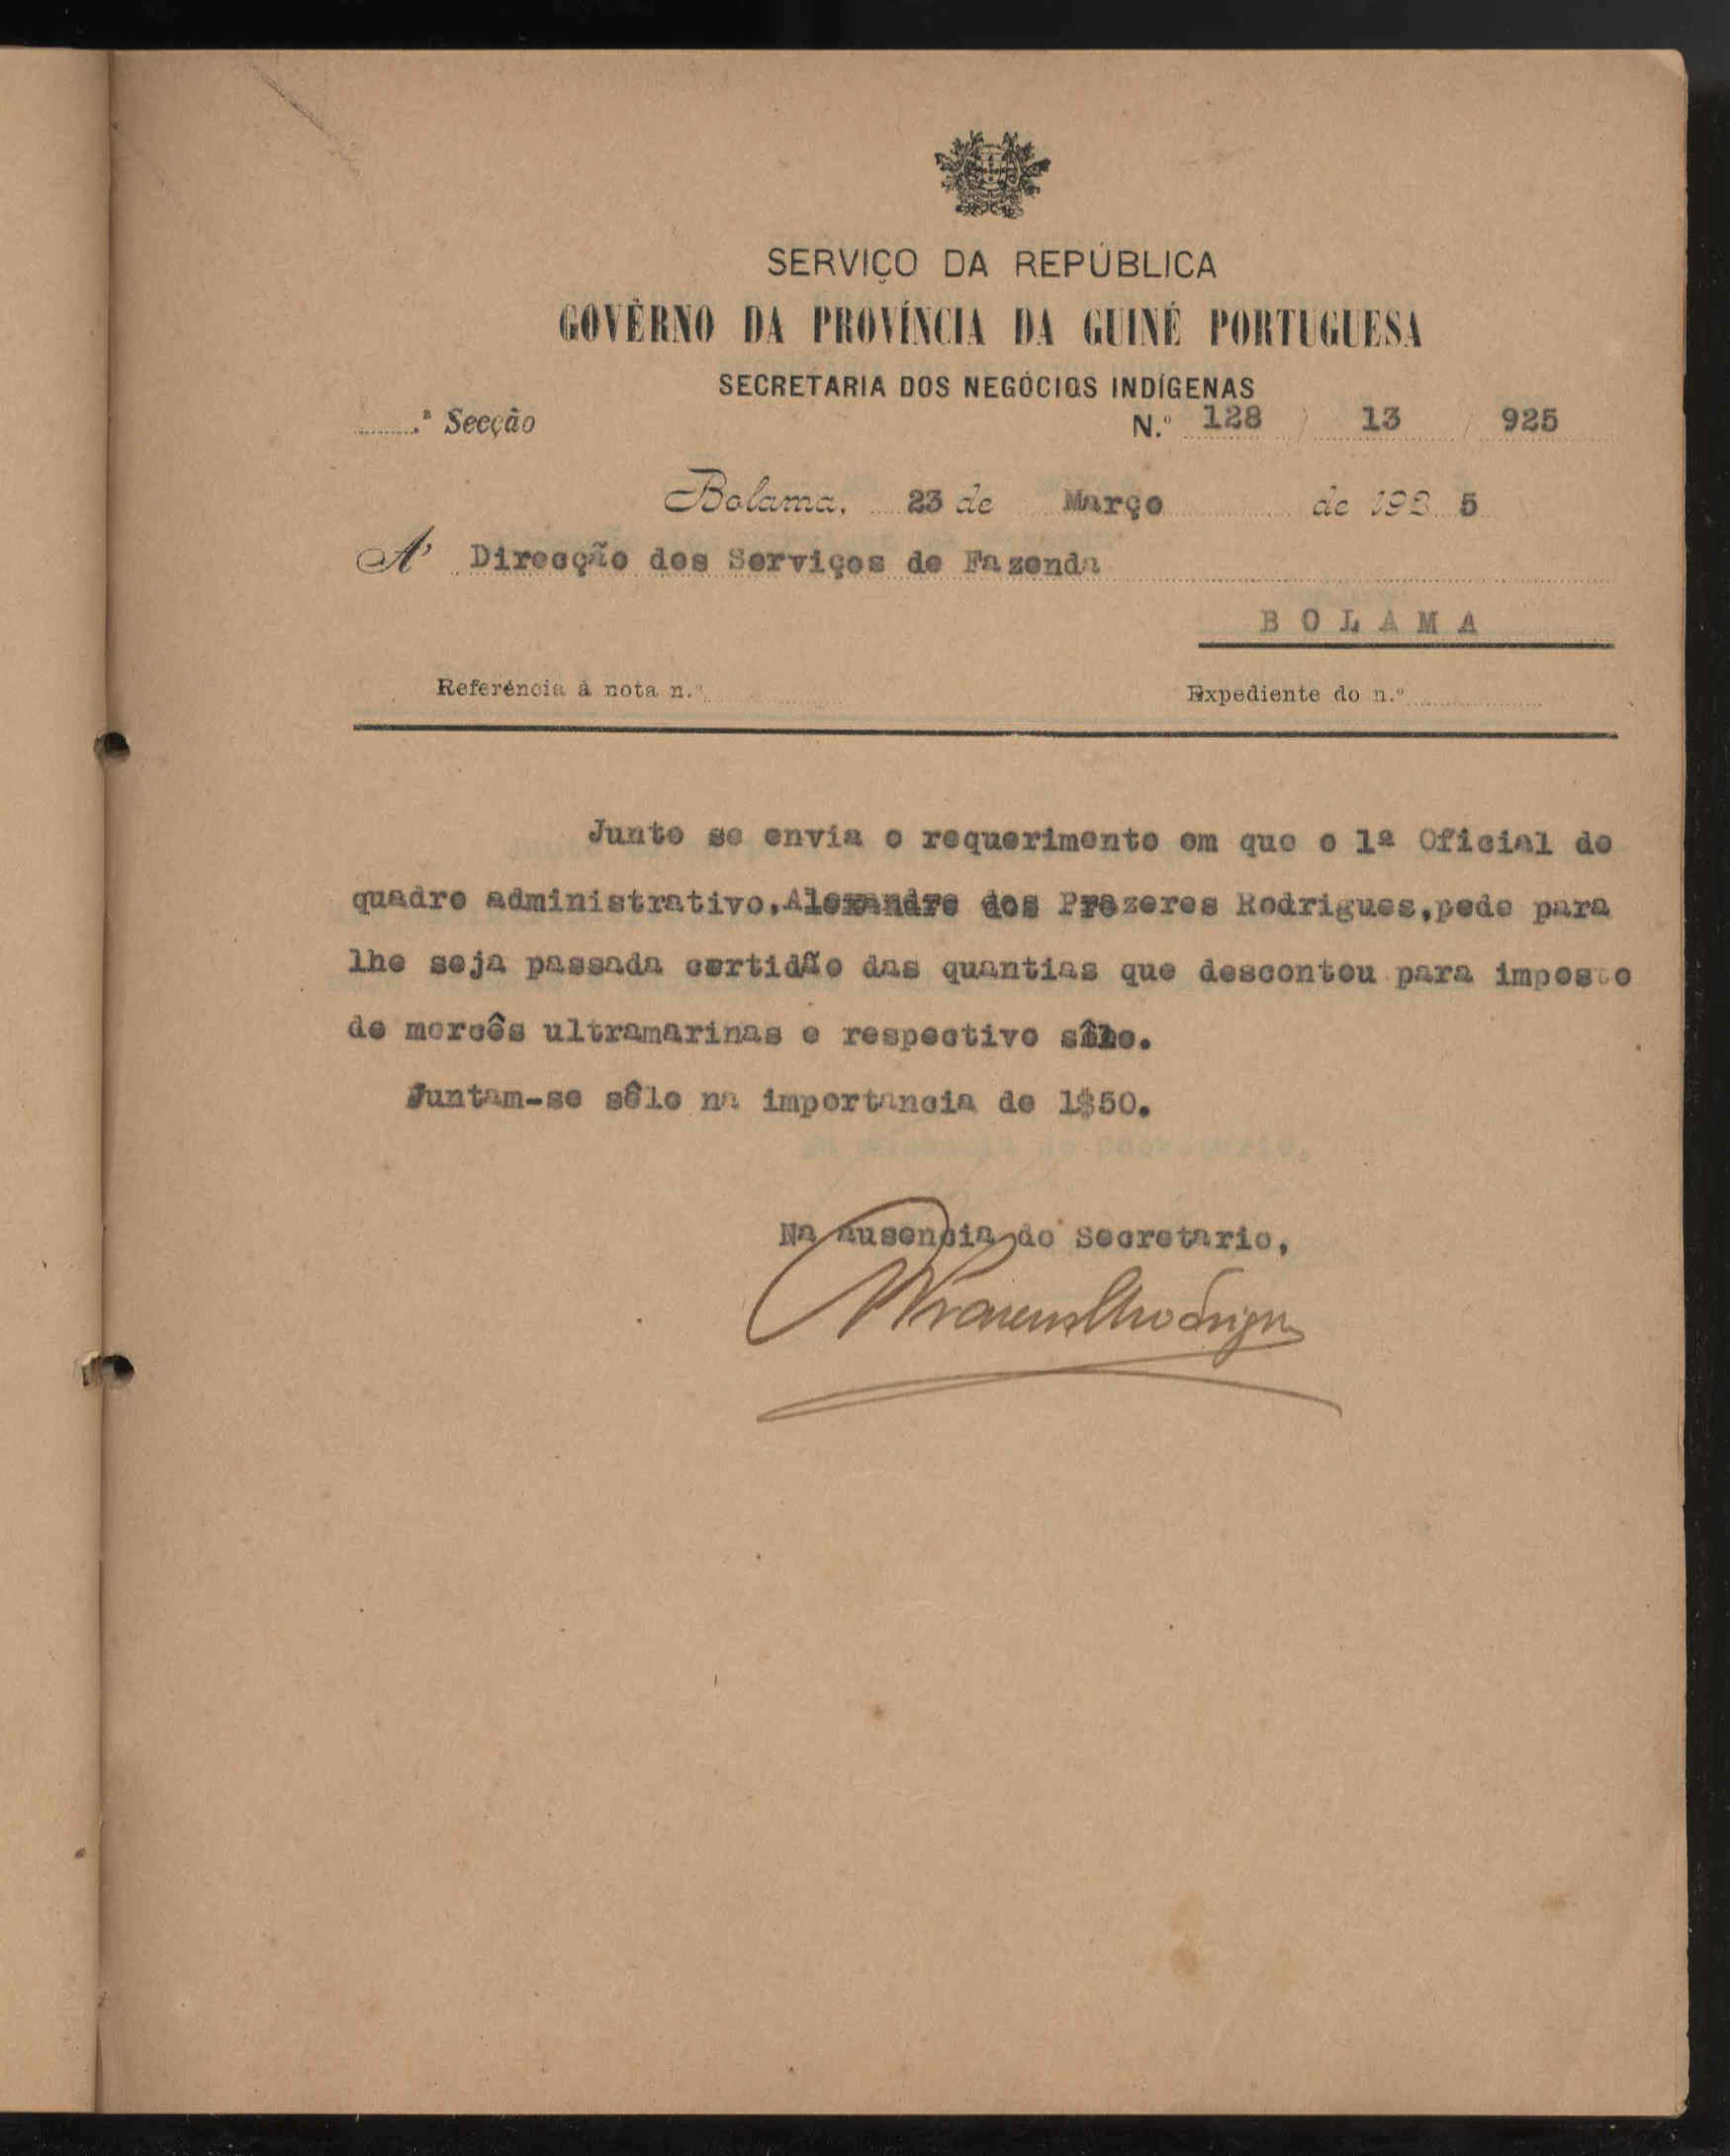 SERVIÇO DA REPÚBLICA
GOVÊRNO DA PROVÍNCIA DA GUINÉ PORTUGUESA
SECRETARIA DOS NEGÓCIOS INDÍGENAS
.ª Secção N.º 128 / 13 / 925
Bolama, 23 de Março de 192 5
A' Direcção dos Serviços de Fazenda
BOLAMA
Referência à nota n.º Expediente do n.º
Junto se envia o requerimento em que o 1º Oficial do
quadro administrativo,Alexandre dos Prazeres Rodrigues,pede para
lhe seja passada certidão das quantias que descontou para imposto
de mercês ultramarinas e respectivo sêlo.
Juntam-se sêlo na importancia de 1$50.
Na ausencia do Secretario,